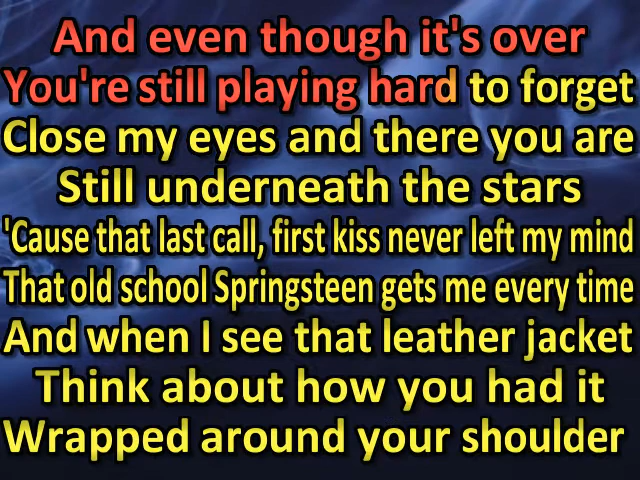 And even though it's over
You're still playing hard to forget
Close my eyes and there you are
Still underneath the stars
'Cause that last call, first kiss never left my mind
That old school Springsteen gets me every time
And when I see that leather jacket
Think about how you had it
Wrapped around your shoulder